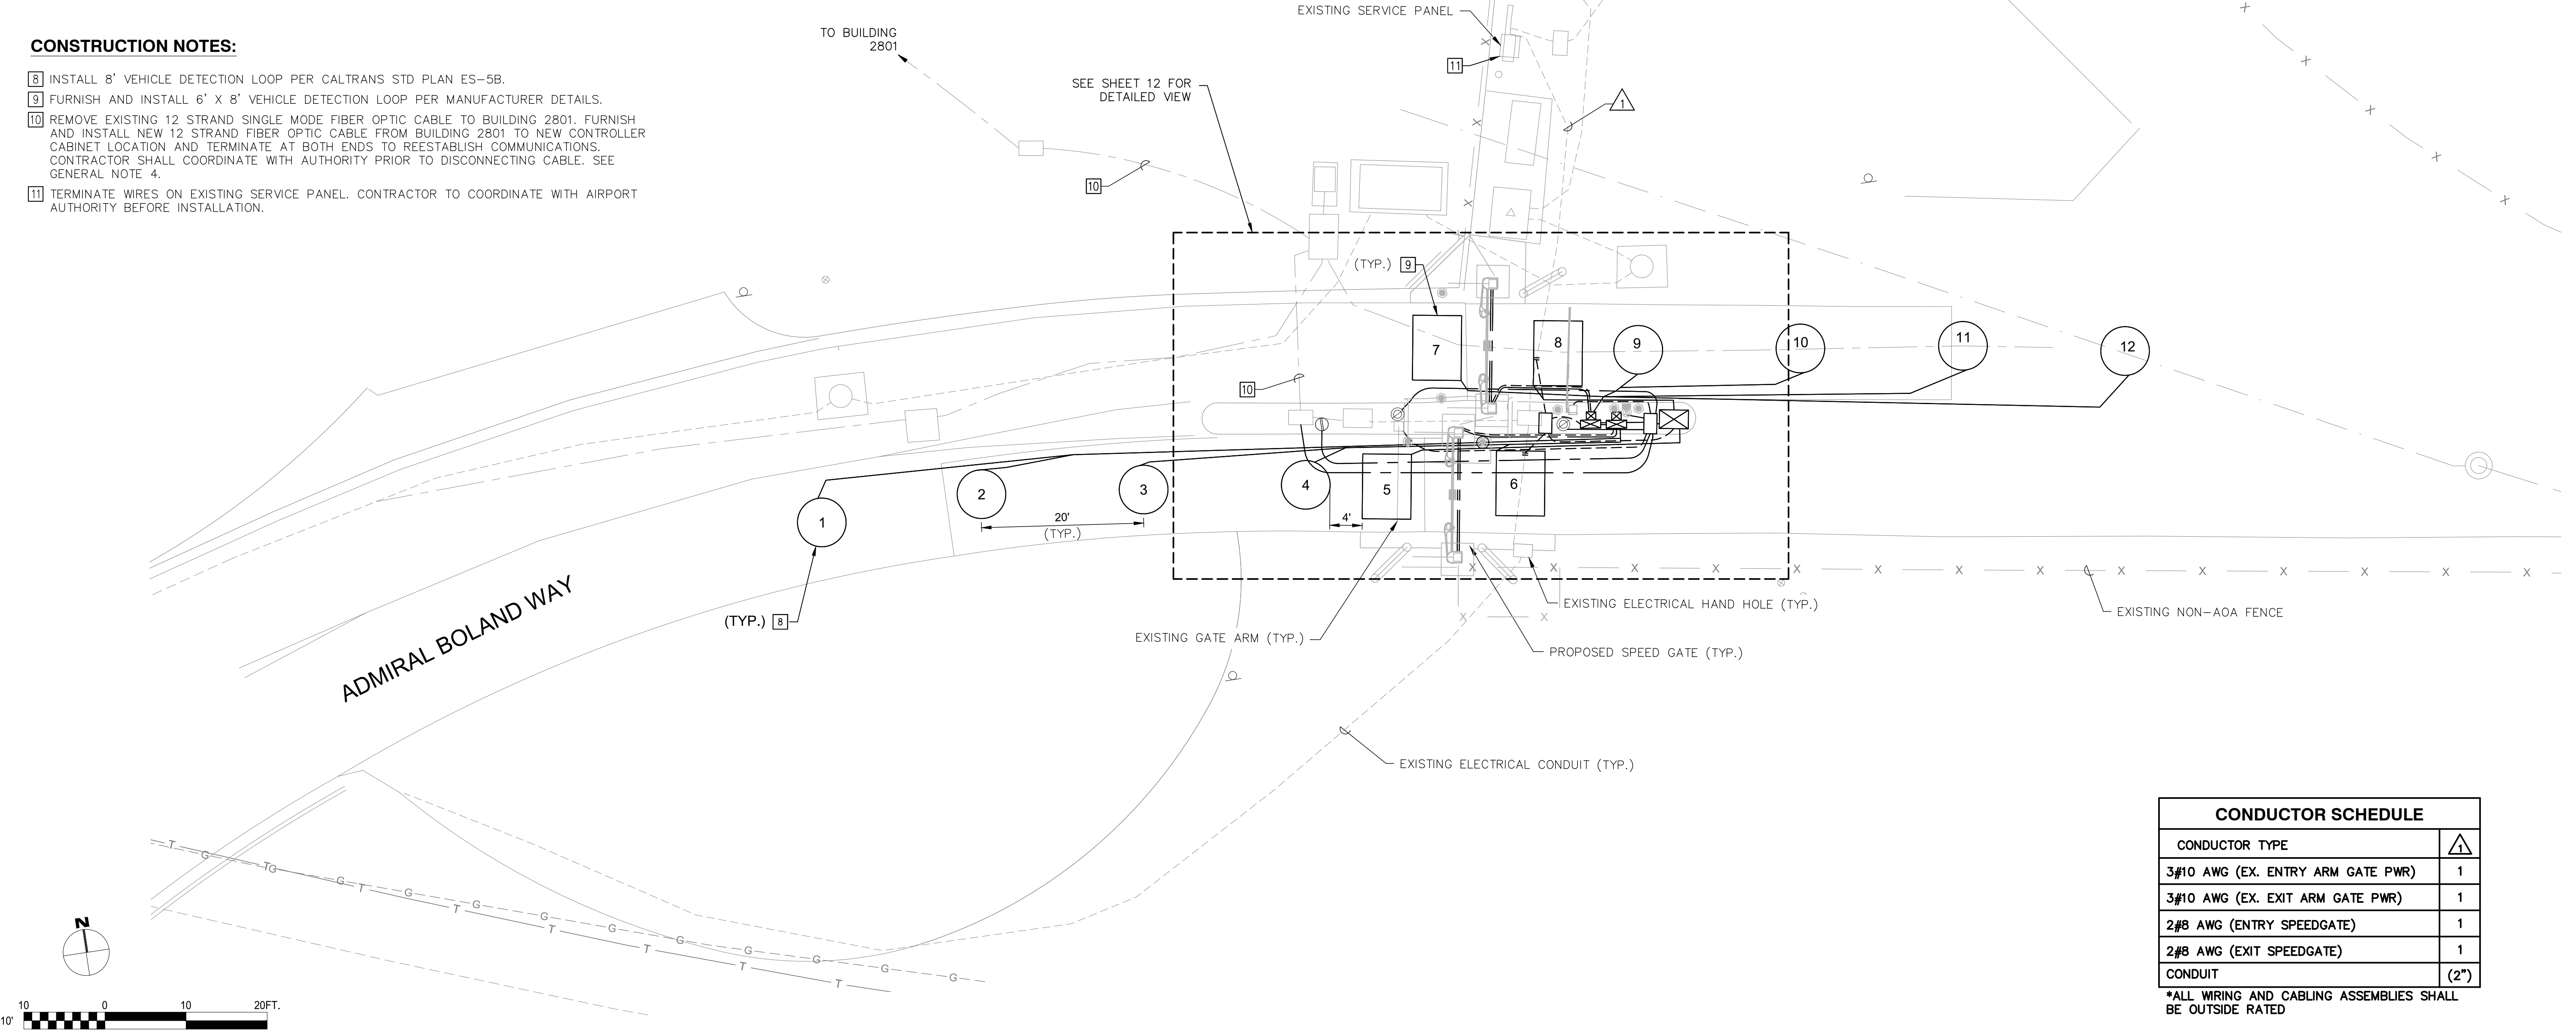 CONSTRUCTION NOTES:
8 INSTALL 8' VEHICLE DETECTION LOOP PER CALTRANS STD PLAN ES-5B.
9 FURNISH AND INSTALL 6' X 8' VEHICLE DETECTION LOOP PER MANUFACTURER DETAILS.
10 REMOVE EXISTING 12 STRAND SINGLE MODE FIBER OPTIC CABLE TO BUILDING 2801. FURNISH
AND INSTALL NEW 12 STRAND FIBER OPTIC CABLE FROM BUILDING 2801 TO NEW CONTROLLER
CABINET LOCATION AND TERMINATE AT BOTH ENDS TO REESTABLISH COMMUNICATIONS.
CONTRACTOR SHALL COORDINATE WITH AUTHORITY PRIOR TO DISCONNECTING CABLE. SEE
GENERAL NOTE 4.
11 TERMINATE WIRES ON EXISTING SERVICE PANEL. CONTRACTOR TO COORDINATE WITH AIRPORT
AUTHORITY BEFORE INSTALLATION.
TO BUILDING
2801
EXISTING SERVICE PANEL
11
SEE SHEET 12 FOR
DETAILED VIEW
1
10
(TYP.) 9
7
8
9
10
11
12
10
1
2
3
4
5
6
20'
(TYP.)
4'
(TYP.) 8
ADMIRAL BOLAND WAY
EXISTING GATE ARM (TYP.)
EXISTING ELECTRICAL HAND HOLE (TYP.)
PROPOSED SPEED GATE (TYP.)
EXISTING NON-AOA FENCE
EXISTING ELECTRICAL CONDUIT (TYP.)
X X X X X X X X X X X X X X
X X
X X X X X
X X X
T G TG G T G T G G T G G T G G T G T G G
N
10 0 10 20FT.
10'
CONDUCTOR SCHEDULE
CONDUCTOR TYPE 1
3#10 AWG (EX. ENTRY ARM GATE PWR) 1
3#10 AWG (EX. EXIT ARM GATE PWR) 1
2#8 AWG (ENTRY SPEEDGATE) 1
2#8 AWG (EXIT SPEEDGATE) 1
CONDUIT (2")
*ALL WIRING AND CABLING ASSEMBLIES SHALL
BE OUTSIDE RATED